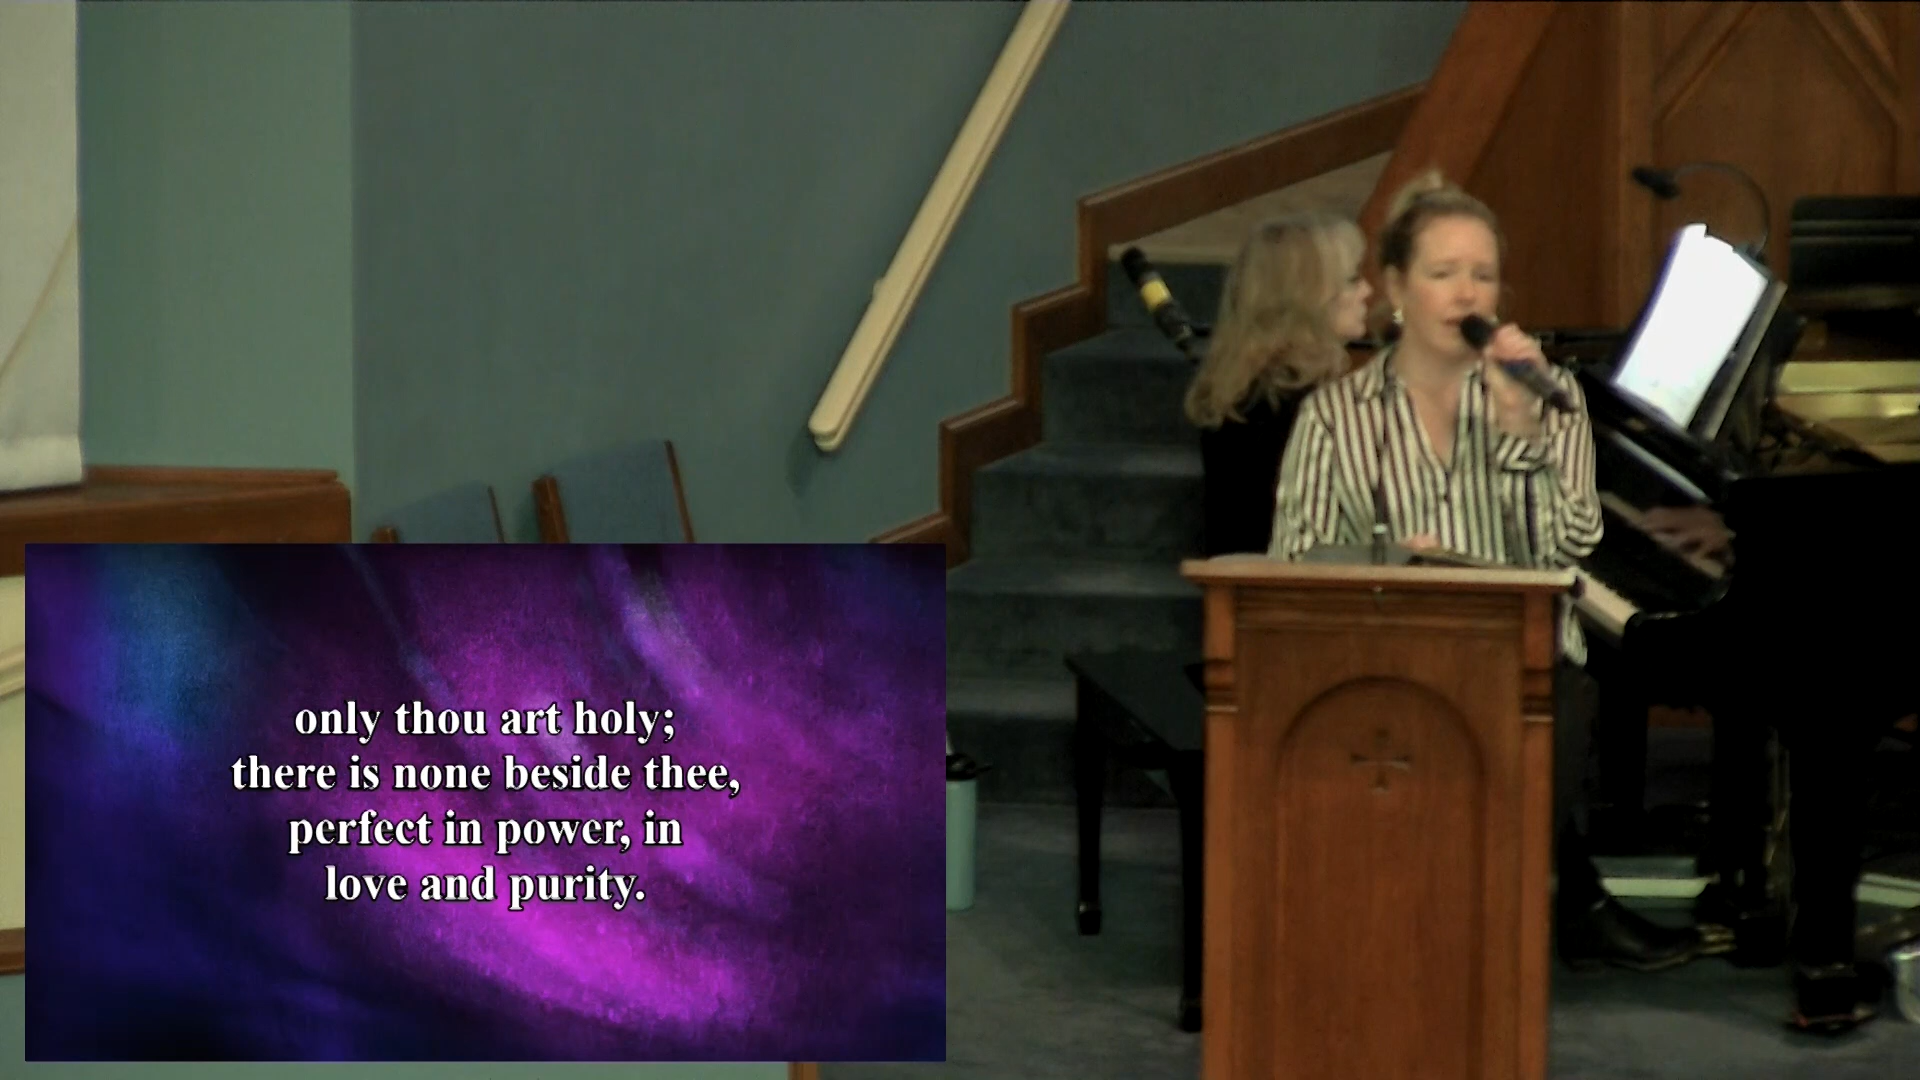 only thou art holy;
there is none beside thee,
perfect in power, in
love and purity.